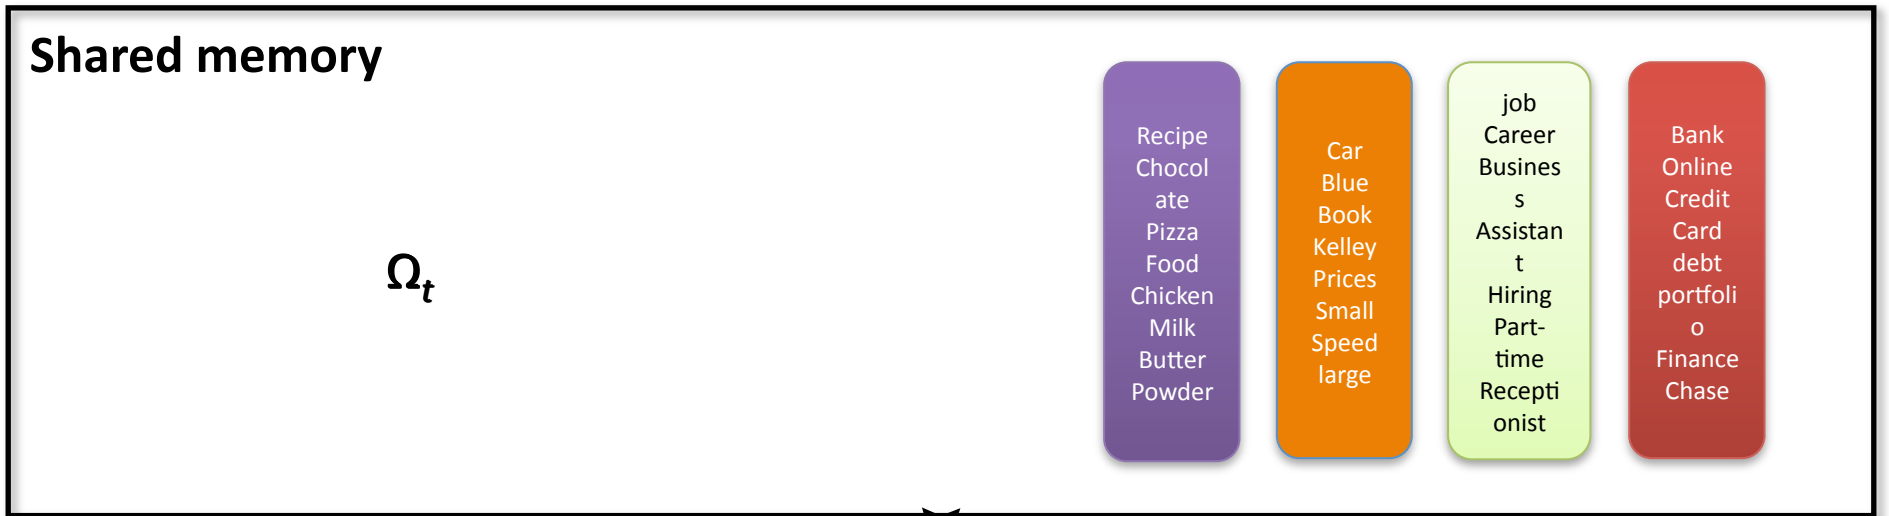 Shared memory
Ωt
Recipe
Chocol
ate
Pizza
Food
Chicken
Milk
Butter
Powder
Car
Blue
Book
Kelley
Prices
Small
Speed
large
job
Career
Busines
s
Assistan
t
Hiring
Part-
time
Recepti
onist
Bank
Online
Credit
Card
debt
portfoli
o
Finance
Chase